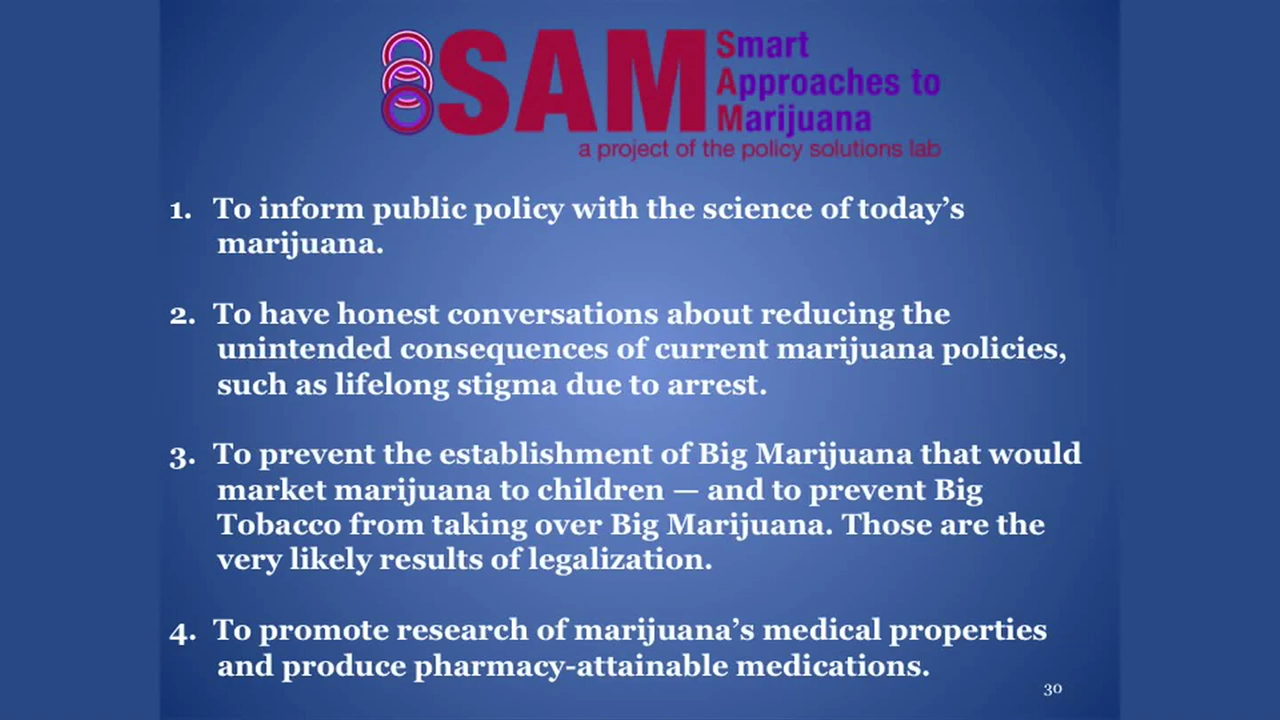 SAM
Smart
Approaches to
Marijuana
a project of the policy solutions lab
1. To inform public policy with the science of today’s
marijuana.
2. To have honest conversations about reducing the
unintended consequences of current marijuana policies,
such as lifelong stigma due to arrest.
3. To prevent the establishment of Big Marijuana that would
market marijuana to children — and to prevent Big
Tobacco from taking over Big Marijuana. Those are the
very likely results of legalization.
4. To promote research of marijuana’s medical properties
and produce pharmacy-attainable medications.
30